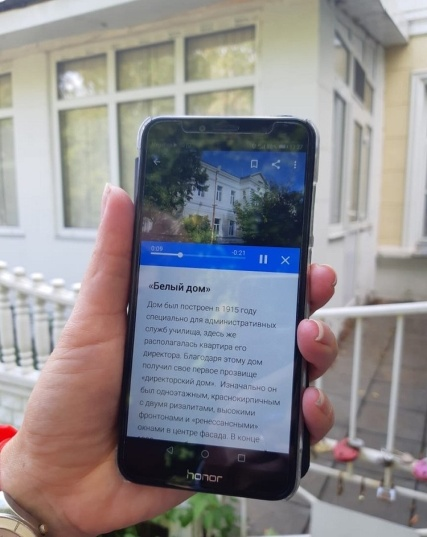 0:09
-0:21
«Белый дом»
Дом был построен в 1915 году
специально для административных
служб училища, здесь же
располагалась квартира его
директора. Благодаря этому дом
получил свое первое прозвище
«директорский дом». Изначально он
был одноэтажным, краснокирпичным
с двумя ризалитами, высокими
фронтонами и «ренессансными»
окнами в центре фасада. В конце
honor